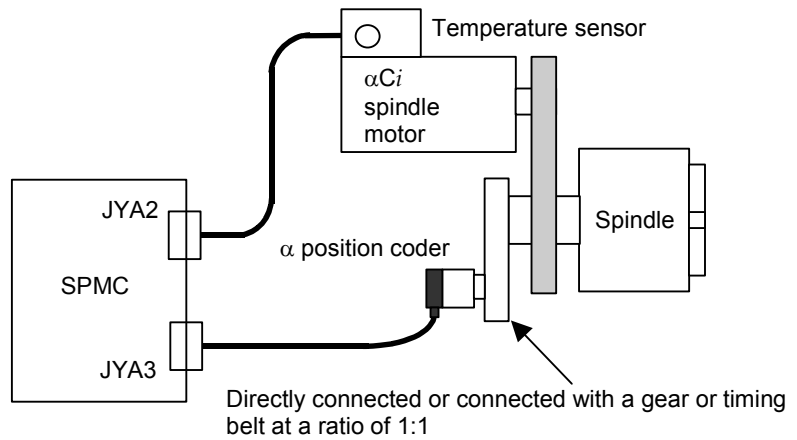 Temperature sensor
αCi
spindle
motor
JYA2
Spindle
α position coder
SPMC
JYA3
Directly connected or connected with a gear or timing
belt at a ratio of 1:1